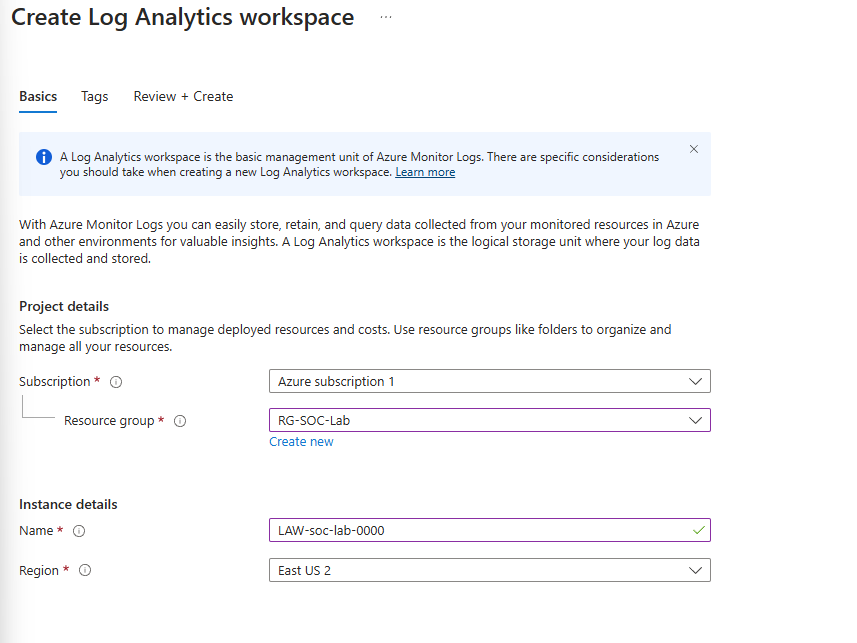 Create Log Analytics workspace ...
Basics Tags Review + Create
A Log Analytics workspace is the basic management unit of Azure Monitor Logs. There are specific considerations
you should take when creating a new Log Analytics workspace. Learn more
With Azure Monitor Logs you can easily store, retain, and query data collected from your monitored resources in Azure
and other environments for valuable insights. A Log Analytics workspace is the logical storage unit where your log data
is collected and stored.
Project details
Select the subscription to manage deployed resources and costs. Use resource groups like folders to organize and
manage all your resources.
Subscription * Azure subscription 1
Resource group * RG-SOC-Lab
Create new
Instance details
Name * LAW-soc-lab-0000
Region * East US 2